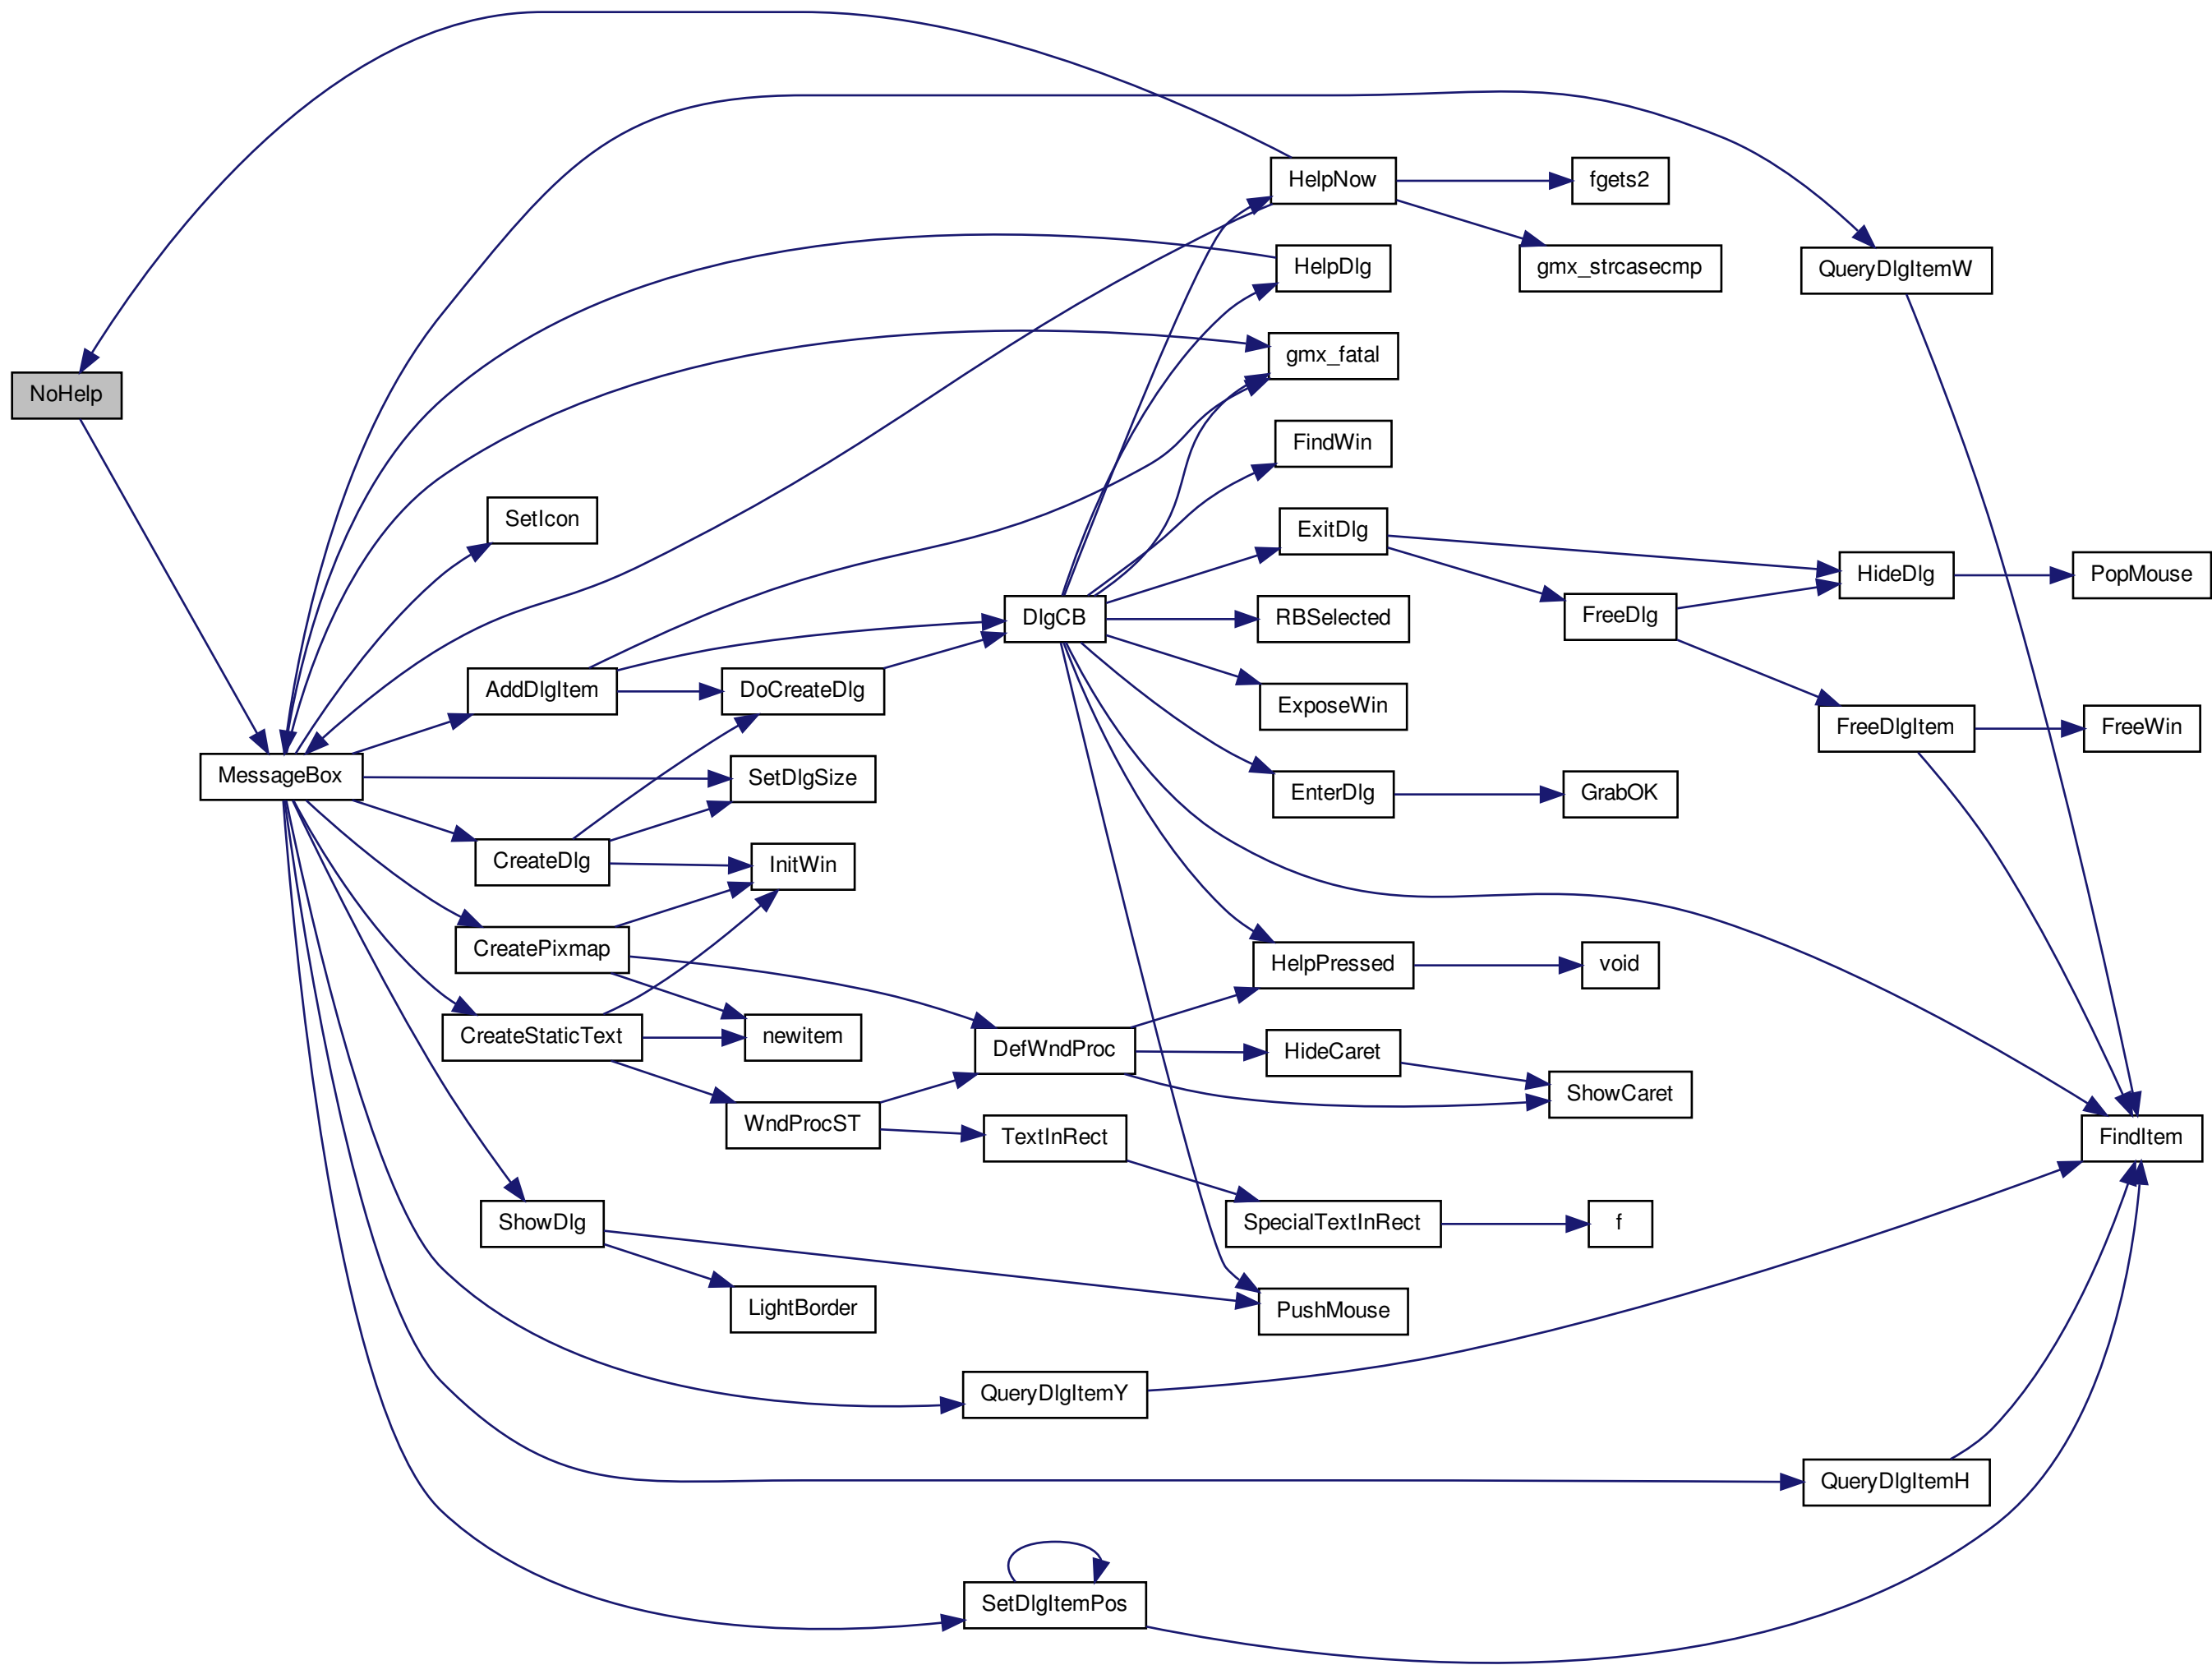 NoHelp
MessageBox
SetIcon
AddDlgItem
CreateDlg
CreatePixmap
CreateStaticText
ShowDlg
DoCreateDlg
SetDlgSize
InitWin
newitem
WndProcST
LightBorder
DlgCB
DefWndProc
TextInRect
QueryDlgItemY
SetDlgItemPos
HelpNow
HelpDlg
gmx_fatal
FindWin
ExitDlg
RBSelected
ExposeWin
EnterDlg
HelpPressed
HideCaret
SpecialTextInRect
PushMouse
fgets2
gmx_strcasecmp
FreeDlg
GrabOK
void
ShowCaret
f
QueryDlgItemW
HideDlg
FreeDlgItem
QueryDlgItemH
PopMouse
FreeWin
FindItem